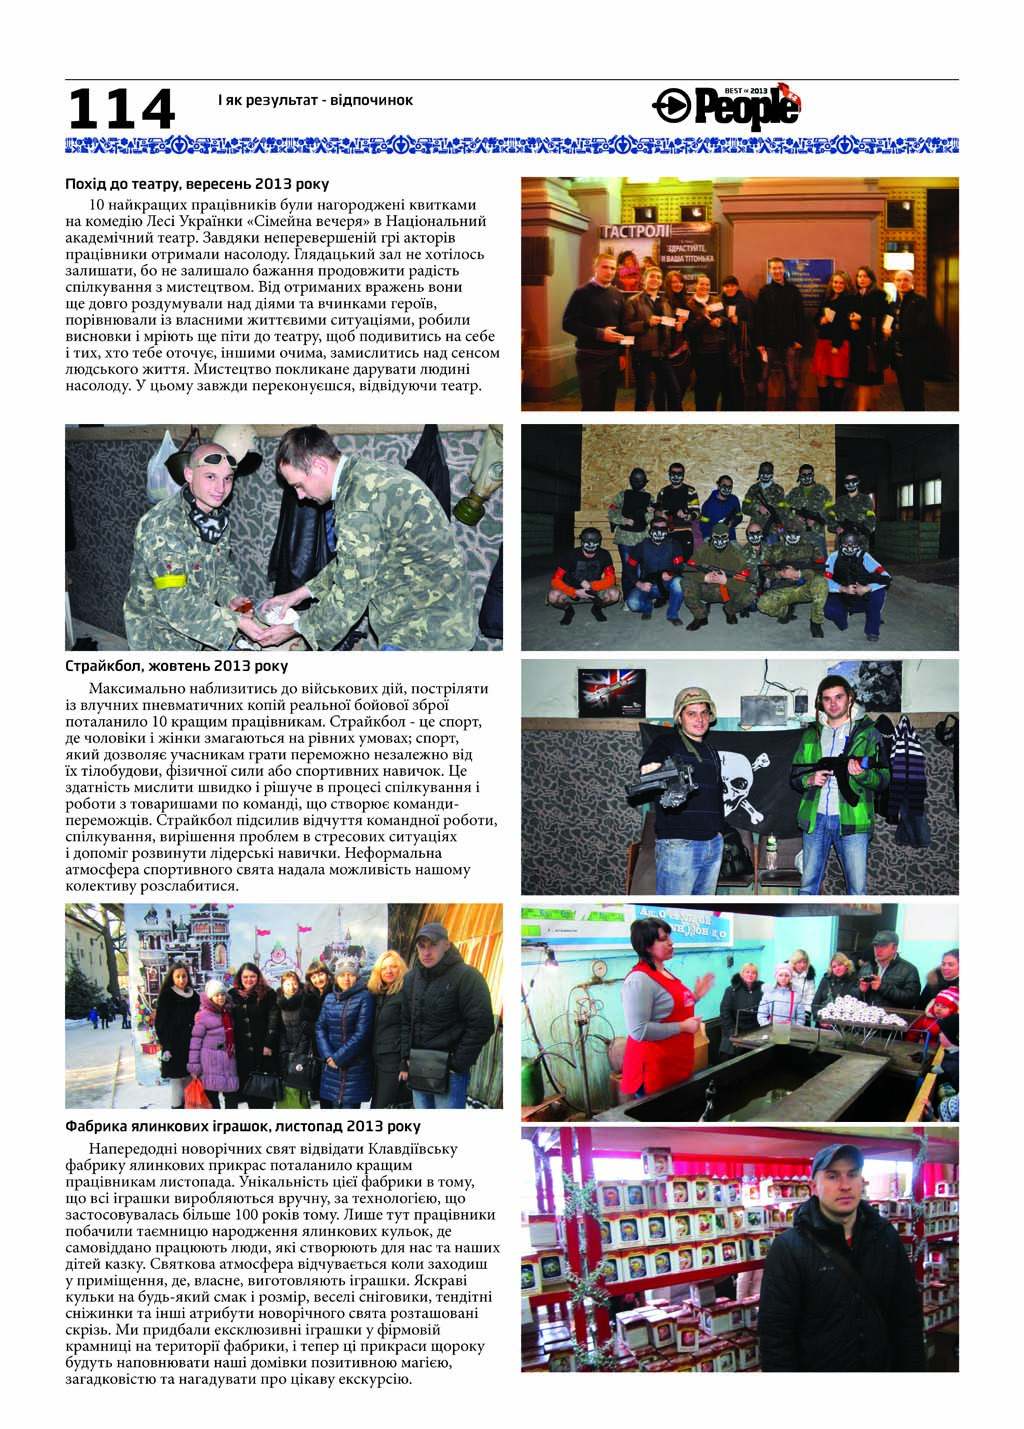 114
І як результат - відпочинок
BEST OF 2013
People
Похід до театру, вересень 2013 року
10 найкращих працівників були нагороджені квитками
на комедію Лесі Українки «Сімейна вечеря» в Національний
академічний театр. Завдяки неперевершеній грі акторів
працівники отримали насолоду. Глядацький зал не хотілось
залишати, бо не залишало бажання продовжити радість
спілкування з мистецтвом. Від отриманих вражень вони
ще довго роздумували над діями та вчинками героїв,
порівнювали із власними життєвими ситуаціями, робили
висновки і мріють ще піти до театру, щоб подивитись на себе
і тих, хто тебе оточує, іншими очима, замислитись над сенсом
людського життя. Мистецтво покликане дарувати людині
насолоду. У цьому завжди переконуєшся, відвідуючи театр.
ГАСТРОЛІ
ЗДРАСТУЙТЕ,
Я ВАША ТІТОНЬКА
Страйкбол, жовтень 2013 року
Максимально наблизитись до військових дій, постріляти
із влучних пневматичних копій реальної бойової зброї
поталанило 10 кращим працівникам. Страйкбол - це спорт,
де чоловіки і жінки змагаються на рівних умовах; спорт,
який дозволяє учасникам грати переможно незалежно від
їх тілобудови, фізичної сили або спортивних навичок. Це
здатність мислити швидко і рішуче в процесі спілкування і
роботи з товаришами по команді, що створює команди-
переможців. Страйкбол підсилив відчуття командної роботи,
спілкування, вирішення проблем в стресових ситуаціях
і допоміг розвинути лідерські навички. Неформальна
атмосфера спортивного свята надала можливість нашому
колективу розслабитися.
Фабрика ялинкових іграшок, листопад 2013 року
Напередодні новорічних свят відвідати Клавдіївську
фабрику ялинкових прикрас поталанило кращим
працівникам листопада. Унікальність цієї фабрики в тому,
що всі іграшки виробляються вручну, за технологією, що
застосовувалась більше 100 років тому. Лише тут працівники
побачили таємницю народження ялинкових кульок, де
самовіддано працюють люди, які створюють для нас та наших
дітей казку. Святкова атмосфера відчувається коли заходиш
у приміщення, де, власне, виготовляють іграшки. Яскраві
кульки на будь-який смак і розмір, веселі сніговики, тендітні
сніжинки та інші атрибути новорічного свята розташовані
скрізь. Ми придбали ексклюзивні іграшки у фірмовій
крамниці на території фабрики, і тепер ці прикраси щороку
будуть наповнювати наші домівки позитивною магією,
загадковістю та нагадувати про цікаву екскурсію.